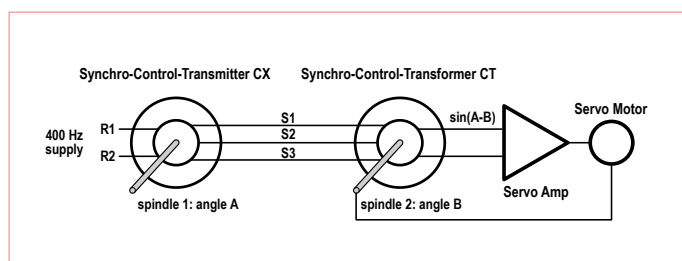 Synchro-Control-Transmitter CX
Synchro-Control-Transformer CT
400 Hz
supply
R1
R2
S1
S2
S3
sin(A-B)
Servo Motor
Servo Amp
spindle 1: angle A
spindle 2: angle B